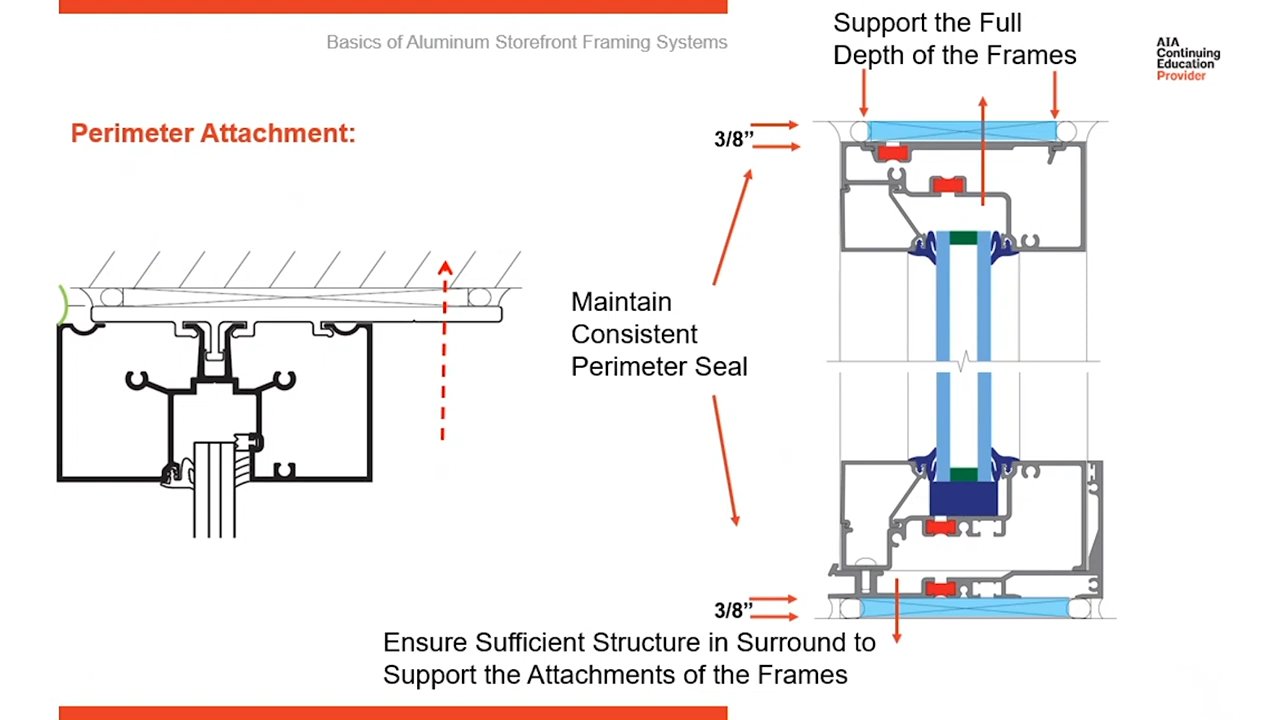 Basics of Aluminum Storefront Framing Systems
Support the Full
Depth of the Frames
AIA
Continuing
Education
Provider
Perimeter Attachment:
3/8”
Maintain
Consistent
Perimeter Seal
3/8”
Ensure Sufficient Structure in Surround to
Support the Attachments of the Frames